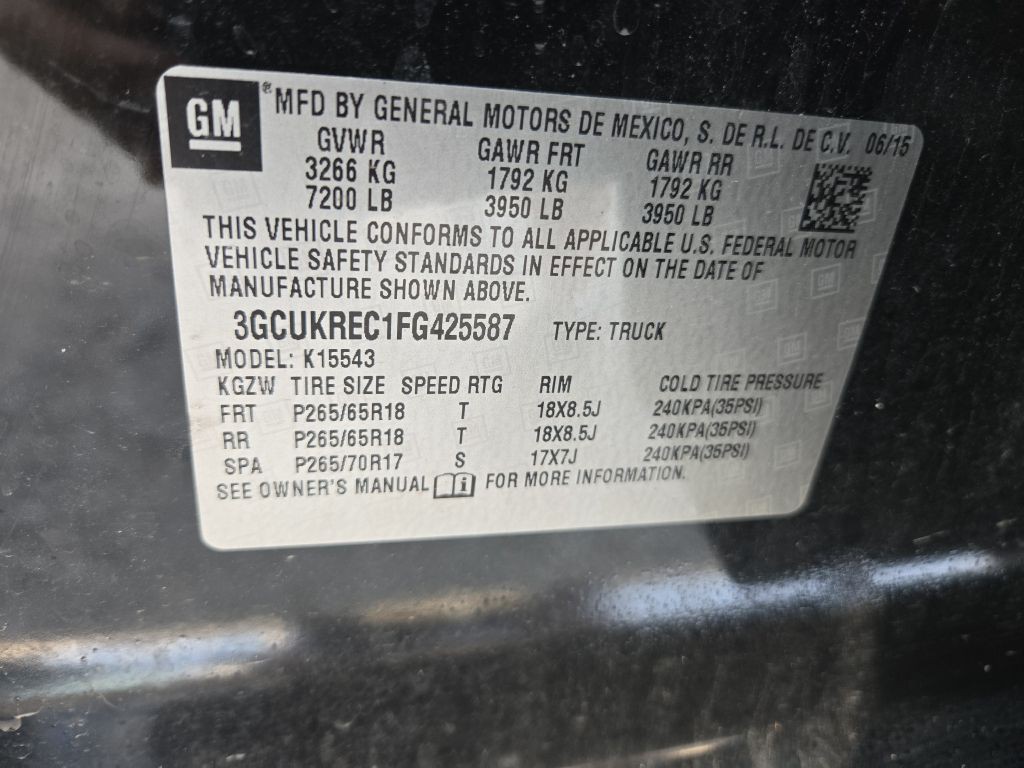 GM ® MFD BY GENERAL MOTORS DE MEXICO, S. DE R.L. DE C.V. 06/15
GVWR GAWR FRT GAWR RR
3266 KG 1792 KG 1792 KG
7200 LB 3950 LB 3950 LB
THIS VEHICLE CONFORMS TO ALL APPLICABLE U.S. FEDERAL MOTOR
VEHICLE SAFETY STANDARDS IN EFFECT ON THE DATE OF
MANUFACTURE SHOWN ABOVE.
3GCUKREC1FG425587 TYPE: TRUCK
MODEL: K15543
KGZW TIRE SIZE SPEED RTG RIM COLD TIRE PRESSURE
FRT P265/65R18 T 18X8.5J 240KPA(35PSI)
RR P265/65R18 T 18X8.5J 240KPA(35PSI)
SPA P265/70R17 S 17X7J 240KPA(35PSI)
SEE OWNER'S MANUAL i FOR MORE INFORMATION.